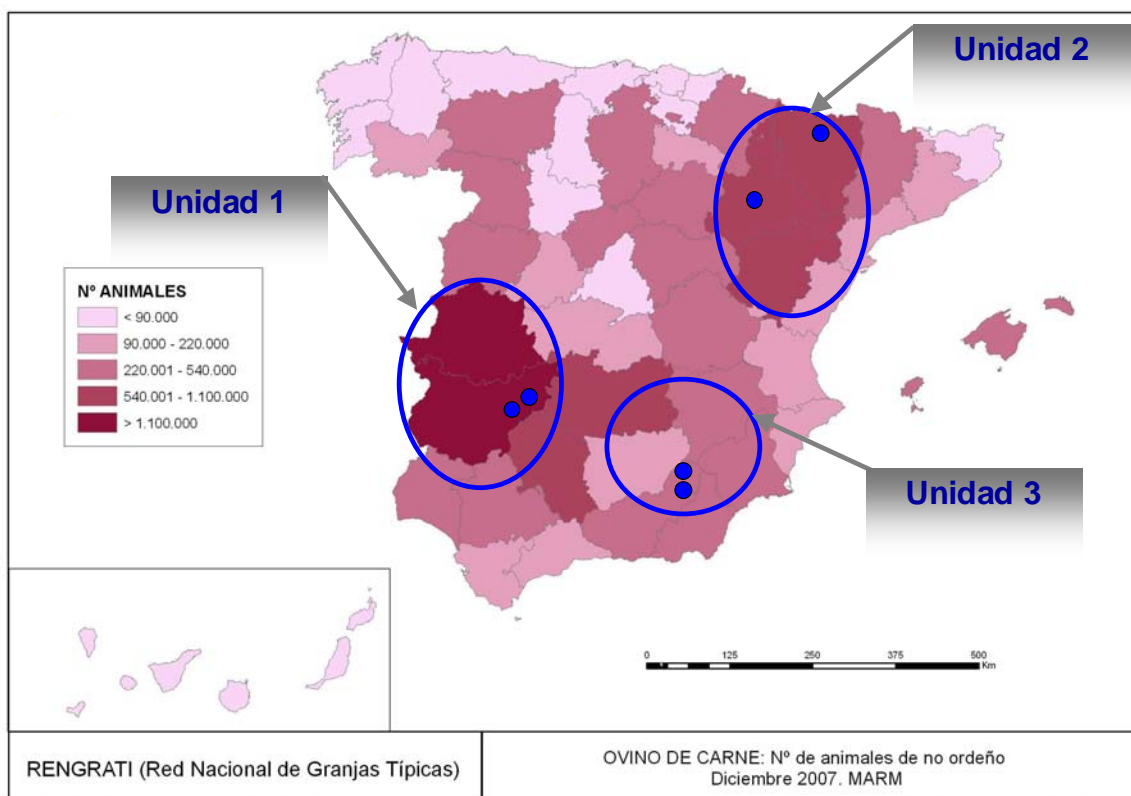 Unidad 2
Unidad 1
Nº ANIMALES
< 90.000
90.000 - 220.000
220.001 - 540.000
540.001 - 1.100.000
> 1.100.000
Unidad 3
0 125 250 375 500
Km
RENGRATI (Red Nacional de Granjas Típicas)
OVINO DE CARNE: Nº de animales de no ordeño
Diciembre 2007. MARM